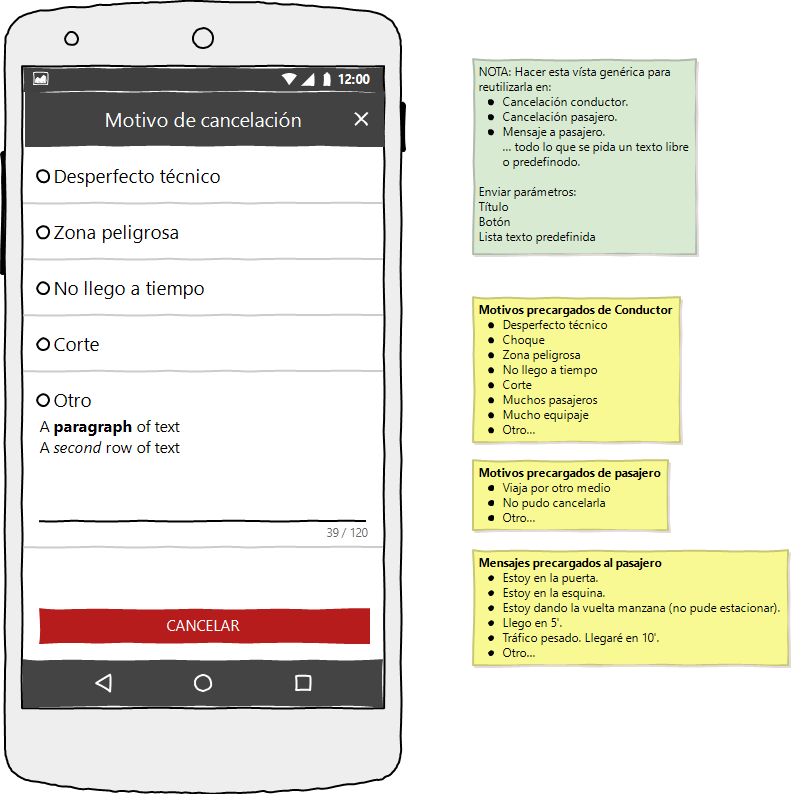 12:00
Motivo de cancelación
Desperfecto técnico
Zona peligrosa
No llego a tiempo
Corte
Otro
A paragraph of text
A second row of text
39 / 120
CANCELAR
NOTA: Hacer esta vísta genérica para
reutilizarla en:
● Cancelación conductor.
● Cancelación pasajero.
● Mensaje a pasajero.
... todo lo que se pida un texto libre
o predefinodo.
Enviar parámetros:
Título
Botón
Lista texto predefinida
Motivos precargados de Conductor
● Desperfecto técnico
● Choque
● Zona peligrosa
● No llego a tiempo
● Corte
● Muchos pasajeros
● Mucho equipaje
● Otro...
Motivos precargados de pasajero
● Viaja por otro medio
● No pudo cancelarla
● Otro...
Mensajes precargados al pasajero
● Estoy en la puerta.
● Estoy en la esquina.
● Estoy dando la vuelta manzana (no pude estacionar).
● Llego en 5'.
● Tráfico pesado. Llegaré en 10'.
● Otro...